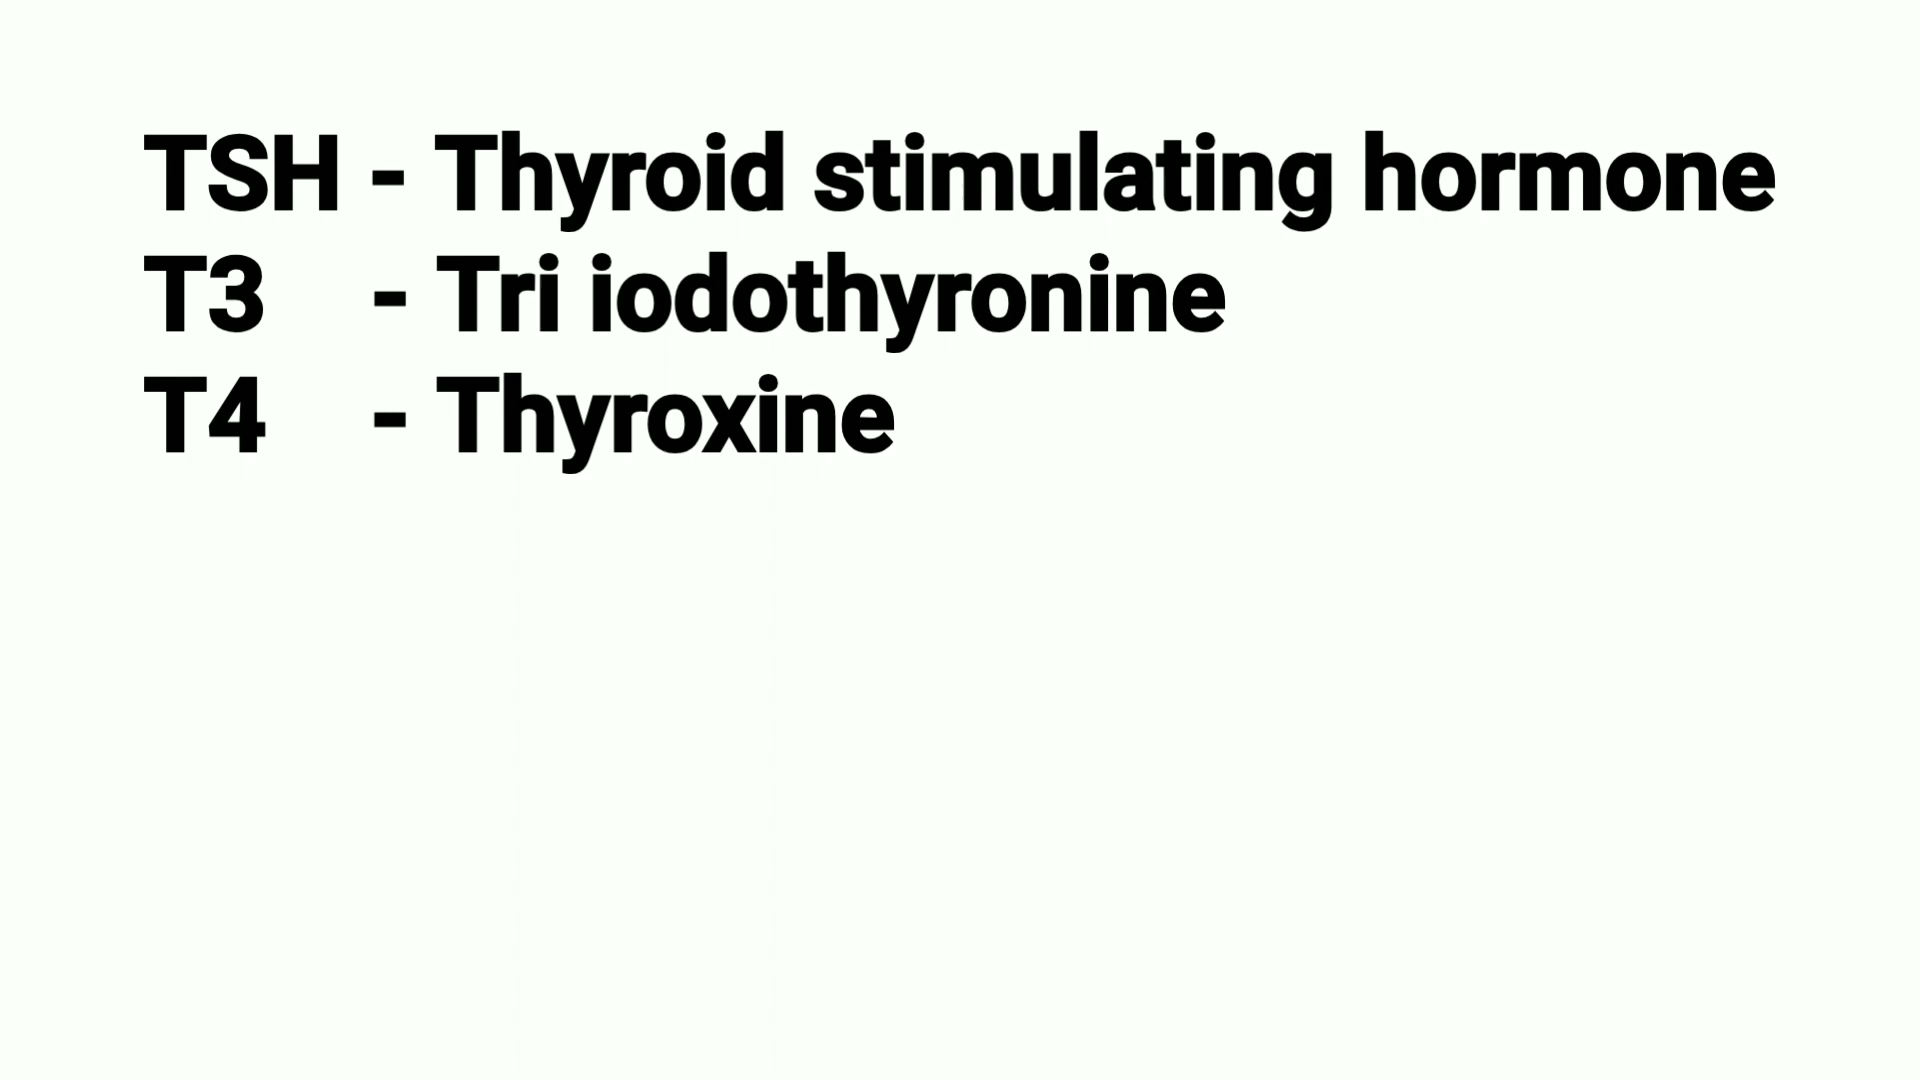 TSH - Thyroid stimulating hormone
T3 - Tri iodothyronine
T4 - Thyroxine